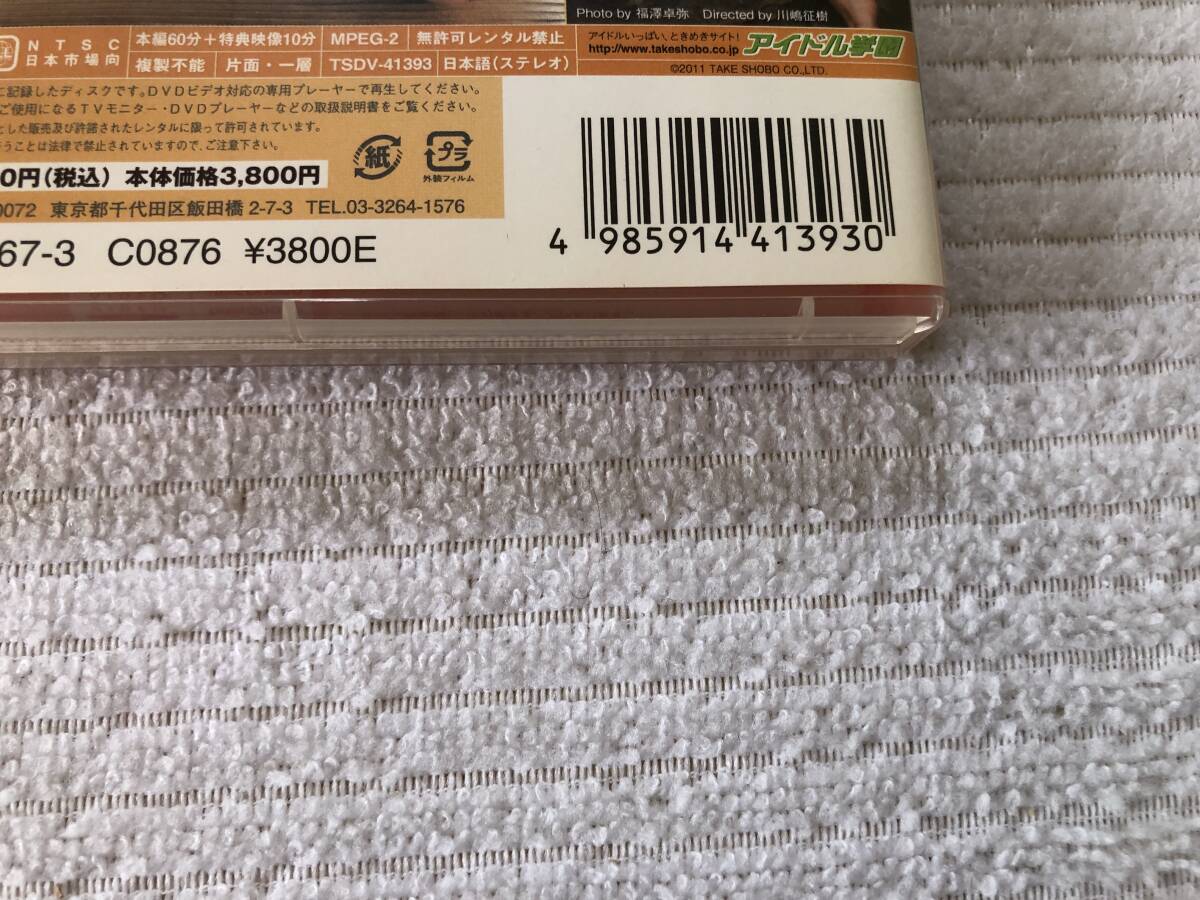 Photo by 福澤卓弥 Directed by 川嶋征樹
NTSC
日本市場向
本編60分+特典映像10分
MPEG-2
無許可レンタル禁止
複製不能
片面・一層
TSDV-41393
日本語(ステレオ)
アイドルいっぱい、ときめきサイト!
http://www.takeshobo.co.jp
アイドル学園
©2011 TAKE SHOBO CO.,LTD.
に記録したディスクです。DVDビデオ対応の専用プレーヤーで再生してください。
ご使用になるTVモニター・DVDプレーヤーなどの取扱説明書をご覧ください。
とした販売及び許諾されたレンタルに限って許可されています。
うことは法律で禁止されていますので、ご注意下さい。
紙
プラ
外装フィルム
0円(税込) 本体価格3,800円
0072 東京都千代田区飯田橋2-7-3 TEL.03-3264-1576
67-3 C0876 ¥3800E
4 985914 413930